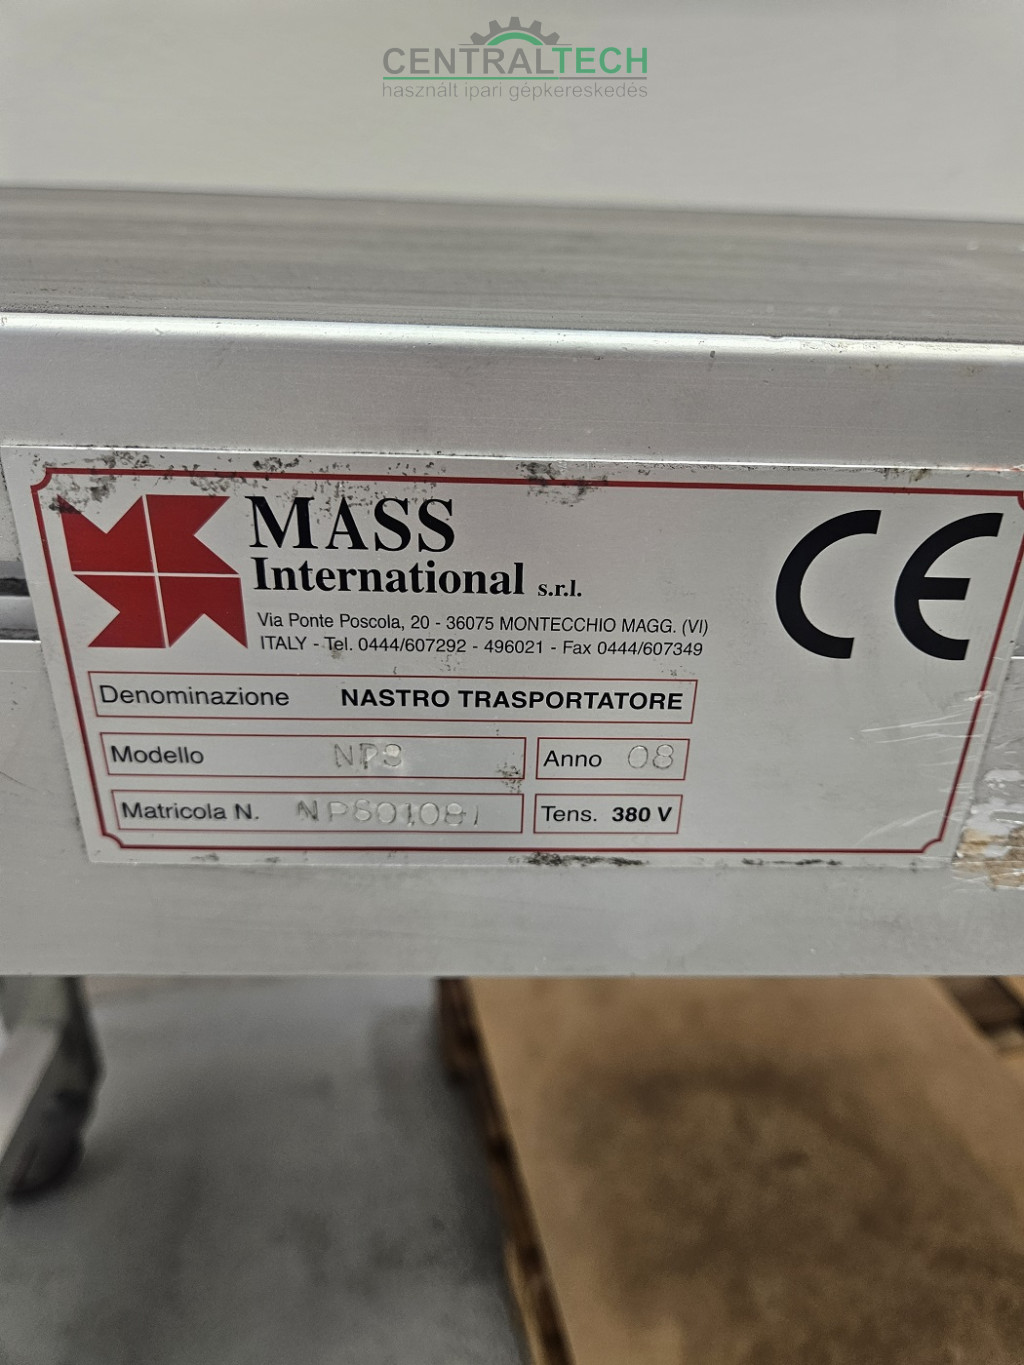 CENTRALTECH
használt ipari gépkereskedés
MASS
International s.r.l.
Via Ponte Poscola, 20 - 36075 MONTECCHIO MAGG. (VI)
ITALY - Tel. 0444/607292 - 496021 - Fax 0444/607349
CE
Denominazione NASTRO TRASPORTATORE
Modello NPS Anno 08
Matricola N. Tens. 380 V